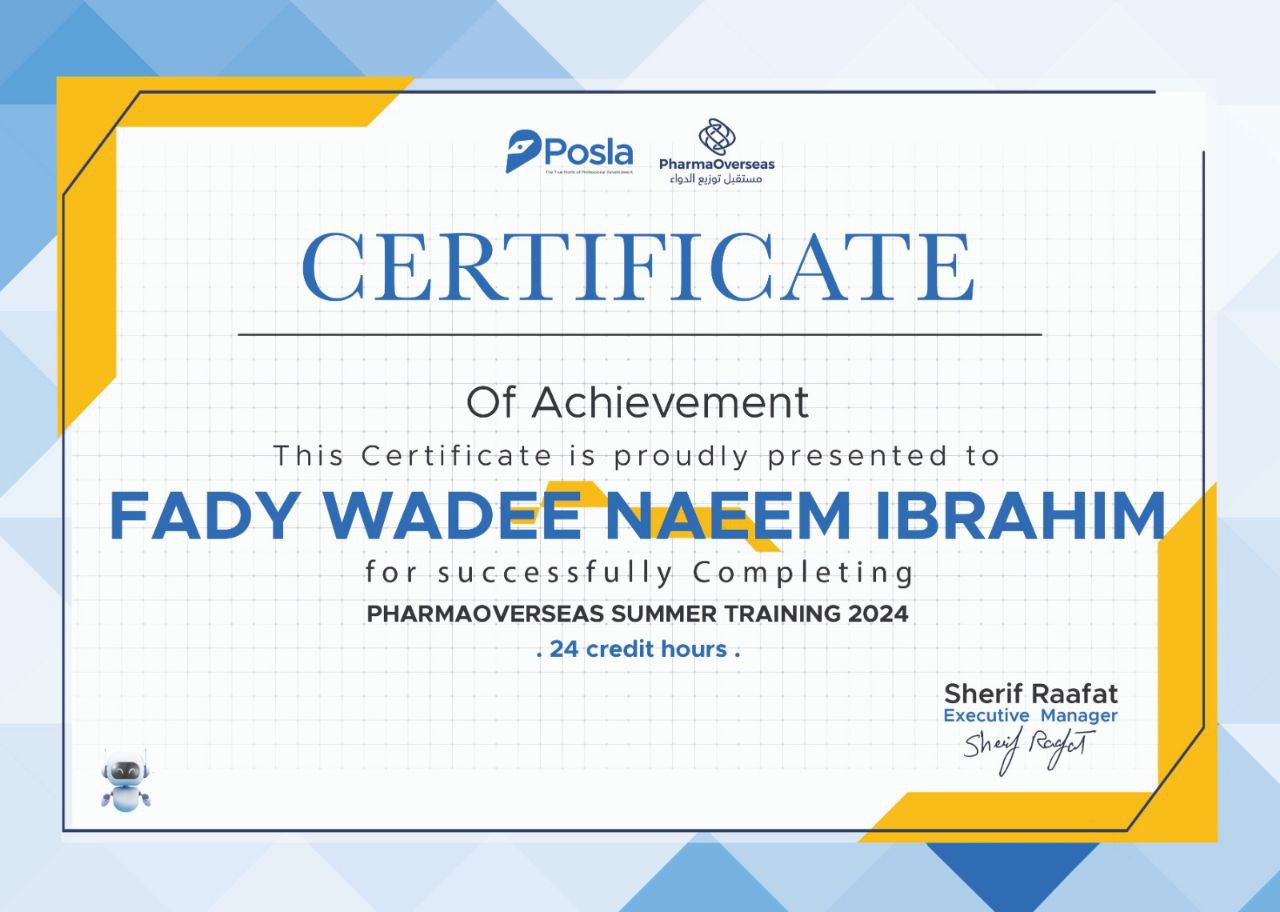 Posla
The True North of Professional Development
PharmaOverseas
مستقبل توزيع الدواء
CERTIFICATE
Of Achievement
This Certificate is proudly presented to
FADY WADEE NAEEM IBRAHIM
for successfully Completing
PHARMAOVERSEAS SUMMER TRAINING 2024
. 24 credit hours .
Sherif Raafat
Executive Manager
Sherif Raafat